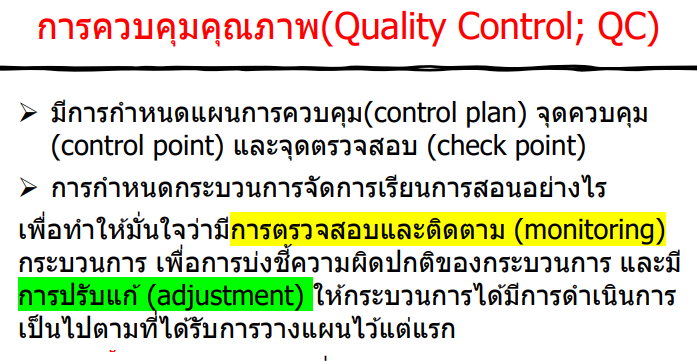 การควบคุมคุณภาพ(Quality Control; QC)
➢ มีการกำหนดแผนการควบคุม(control plan) จุดควบคุม
(control point) และจุดตรวจสอบ (check point)
➢ การกำหนดกระบวนการจัดการเรียนการสอนอย่างไร
เพื่อทำให้มั่นใจว่ามีการตรวจสอบและติดตาม (monitoring)
กระบวนการ เพื่อการบ่งชี้ความผิดปกติของกระบวนการ และมี
การปรับแก้ (adjustment) ให้กระบวนการได้มีการดำเนินการ
เป็นไปตามที่ได้รับการวางแผนไว้แต่แรก